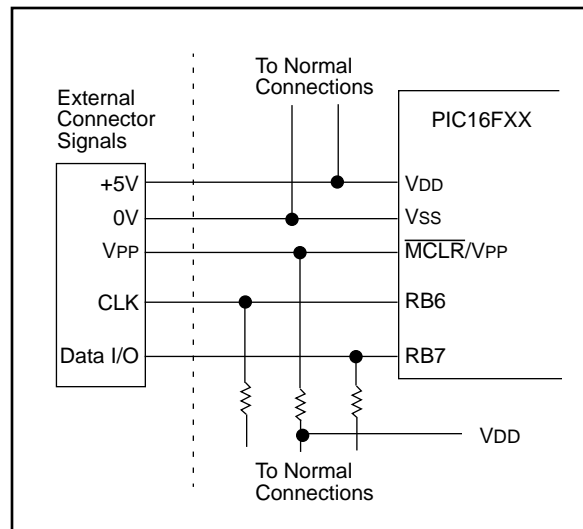 To Normal
Connections
External
Connector
Signals
PIC16FXX
+5V
VDD
0V
VSS
VPP
MCLR/VPP
CLK
RB6
Data I/O
RB7
VDD
To Normal
Connections